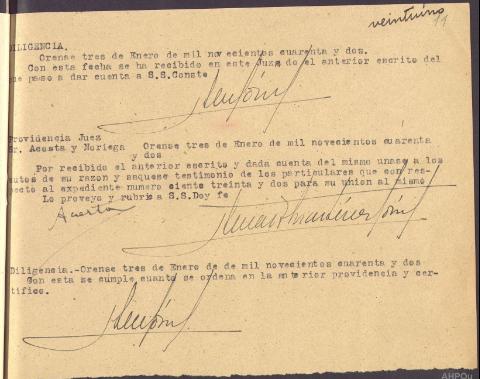 veintiuno
DILIGENCIA.
Orense tres de Enero de mil novecientos cuarenta y dos.
Con esta fecha se ha recibido en este Juzgado el anterior escrito del
que paso a dar cuenta a S.S.Conste
Providencia Juez
Sr. Acosta y Noriega Orense tres de Enero de mil novecientos cuarenta
y dos
Por recibido el anterior escrito y dada cuenta del mismo unase a los
autos de su razon y saquese testimonio de los particulares que con res-
pecto al expediente numero ciento treinta y dos para su union al mismo
Lo proveyo y rubrica S.S.Doy fe
Acosta
Diligencia.-Orense tres de Enero de de mil novecientos cuarenta y dos
Con esta se cumple cuanto se ordena en la anterior providencia y cer-
tifico.
AHPOu